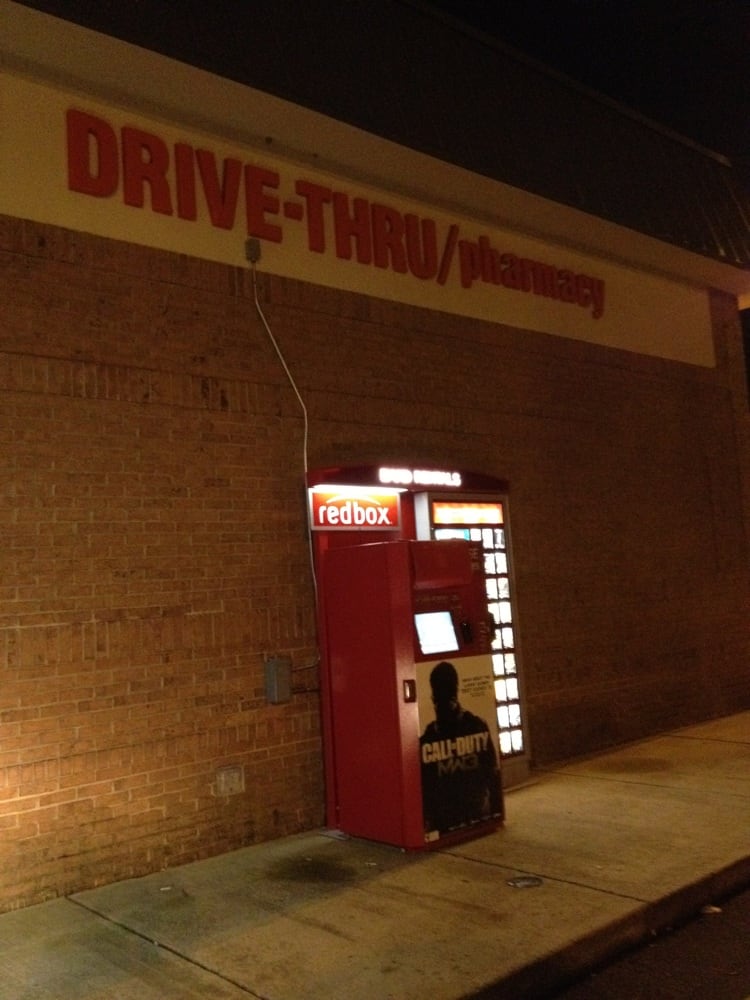 DRIVE-THRU/pharmacy
DVD RENTALS
redbox.
CALL OF DUTY
MW3